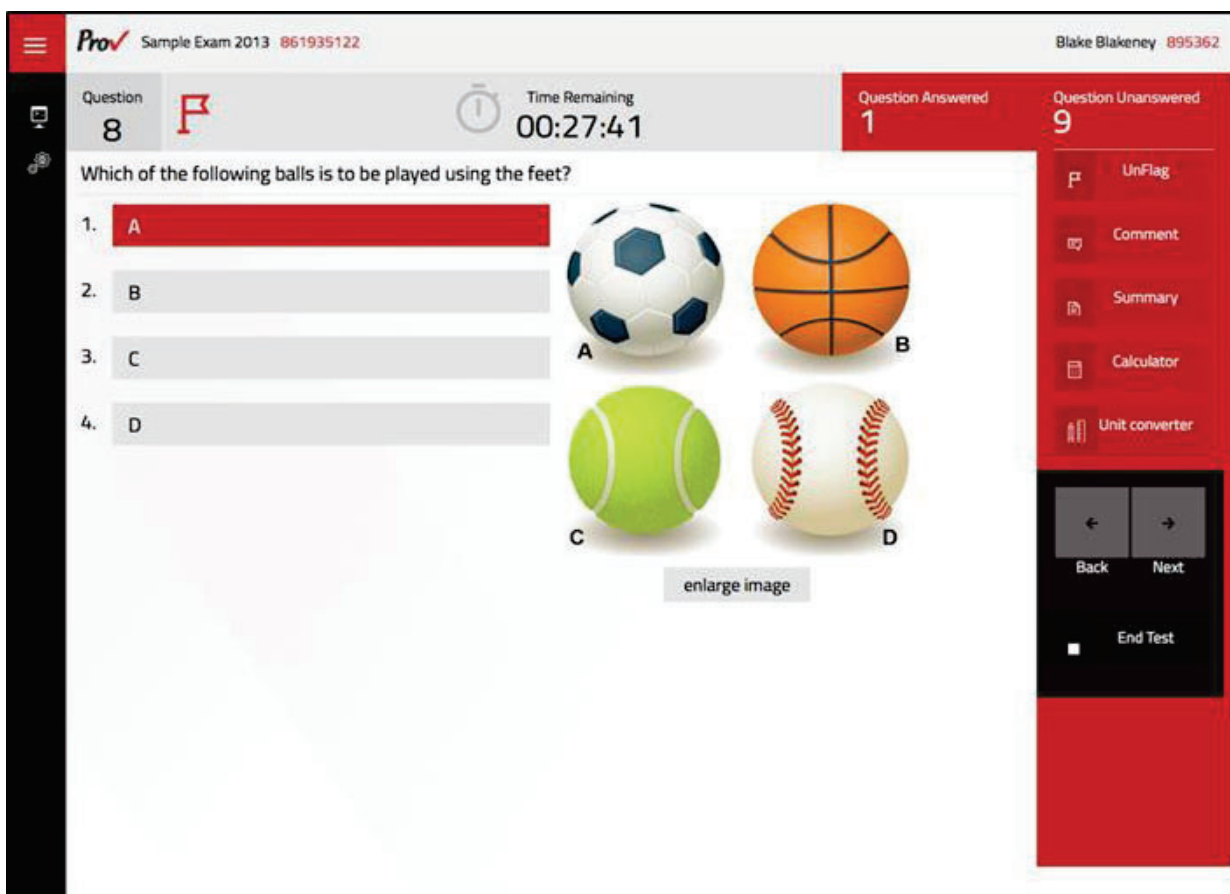 Prov Sample Exam 2013 861935122 Blake Blakeney 895362
Question
8
Time Remaining
00:27:41
Question Answered
1
Question Unanswered
9
Which of the following balls is to be played using the feet?
1. A
2. B
3. C
4. D
A
B
C
D
enlarge image
UnFlag
Comment
Summary
Calculator
Unit converter
Back Next
End Test